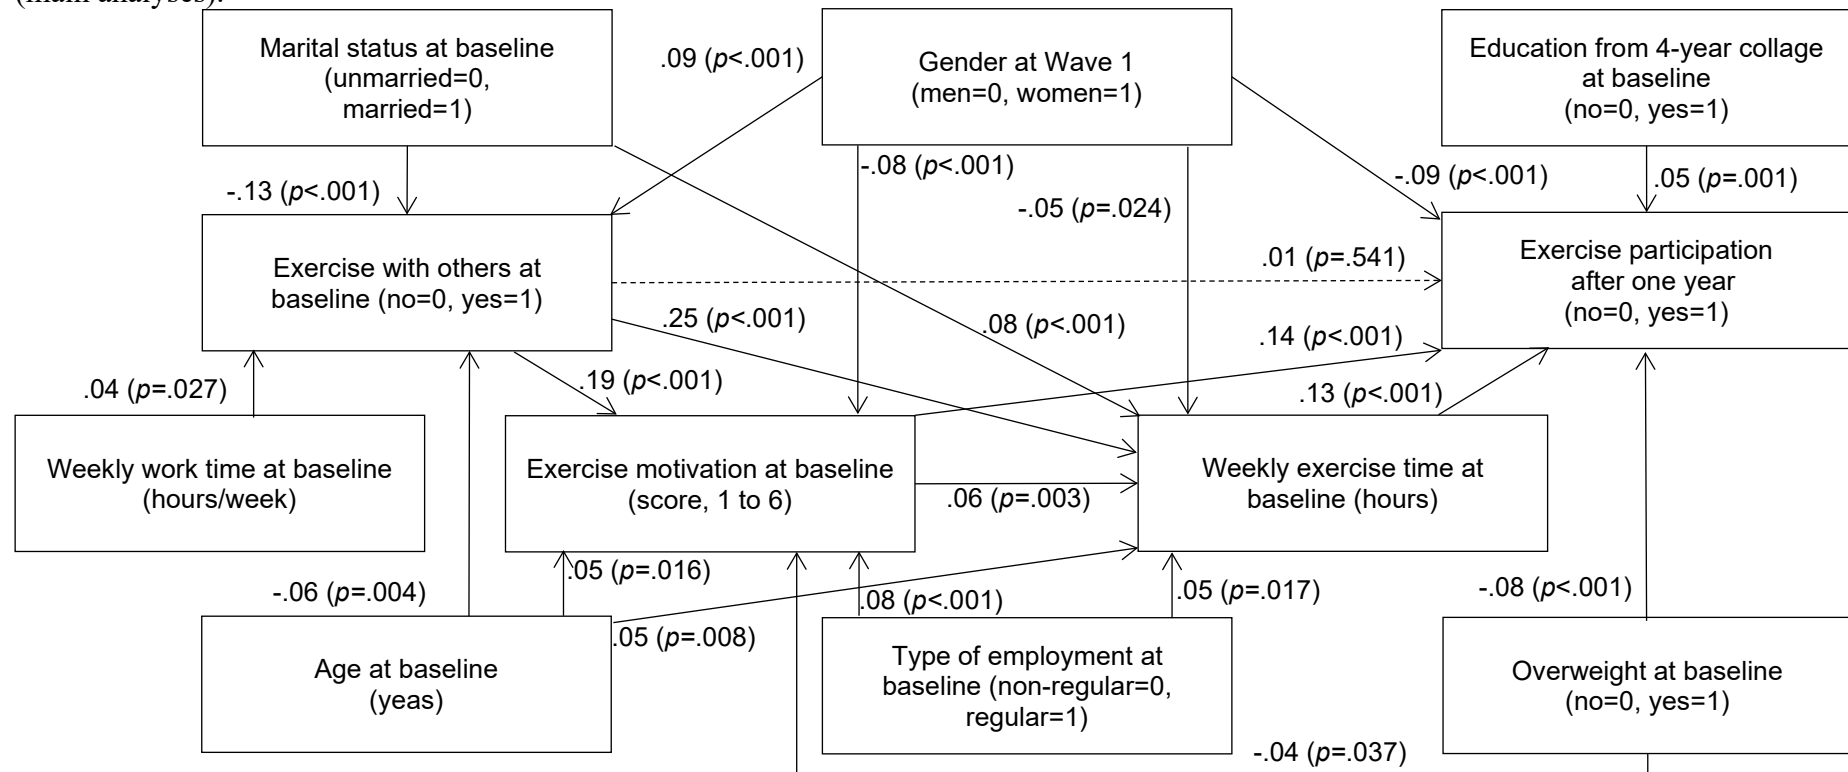 (main analyses).
Marital status at baseline
(unmarried=0,
married=1)
.09 (p<.001)
Gender at Wave 1
(men=0, women=1)
Education from 4-year collage
at baseline
(no=0, yes=1)
-.13 (p<.001)
-.08 (p<.001)
-.05 (p=.024)
-.09 (p<.001)
.05 (p=.001)
Exercise with others at
baseline (no=0, yes=1)
.01 (p=.541)
Exercise participation
after one year
(no=0, yes=1)
.25 (p<.001)
.08 (p<.001)
.14 (p<.001)
.04 (p=.027)
.19 (p<.001)
.13 (p<.001)
Weekly work time at baseline
(hours/week)
Exercise motivation at baseline
(score, 1 to 6)
.06 (p=.003)
Weekly exercise time at
baseline (hours)
-.06 (p=.004)
.05 (p=.016)
.05 (p=.008)
.08 (p<.001)
.05 (p=.017)
-.08 (p<.001)
Age at baseline
(yeas)
Type of employment at
baseline (non-regular=0,
regular=1)
Overweight at baseline
(no=0, yes=1)
-.04 (p=.037)